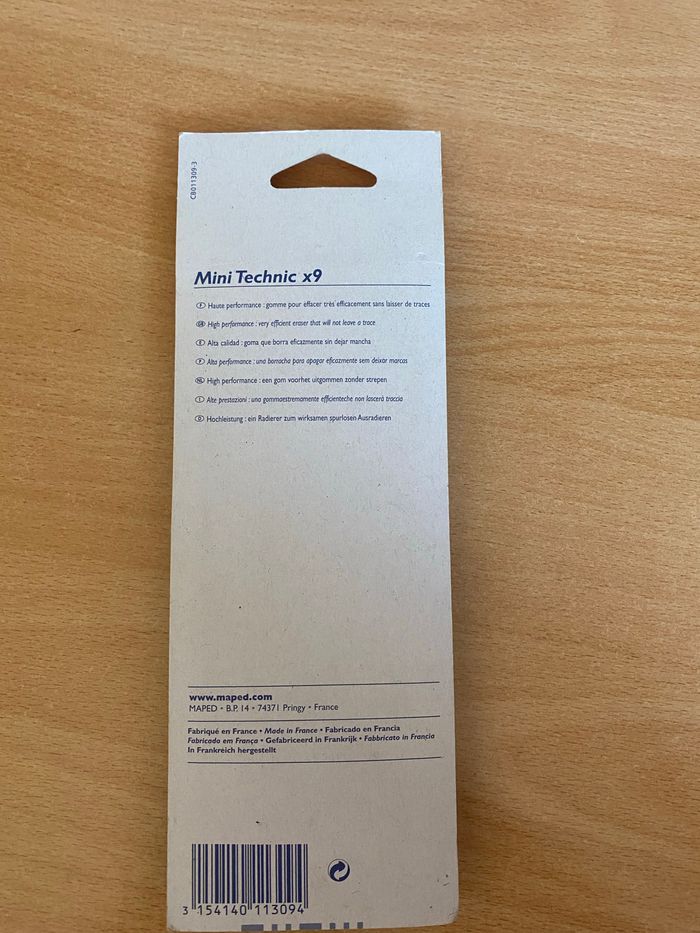 CB011309-3
Mini Technic x9
F Haute performance : gomme pour effacer très efficacement sans laisser de traces
GB High performance : very efficient eraser that will not leave a trace
E Alta calidad : goma que borra eficazmente sin dejar mancha
P Alta performance : una borracha para apagar eficazmente sem deixar marcas
NL High performance : een gom voorhet uitgommen zonder strepen
I Alte prestazioni : una gommaestremamente efficienteche non lascerà traccia
D Hochleistung : ein Radierer zum wirksamen spurlosen Ausradieren
www.maped.com
MAPED • B.P. 14 • 74371 Pringy • France
Fabriqué en France • Made in France • Fabricado en Francia
Fabricado em França • Gefabriceerd in Frankrijk • Fabbricato in Francia
In Frankreich hergestellt
3 154140 113094